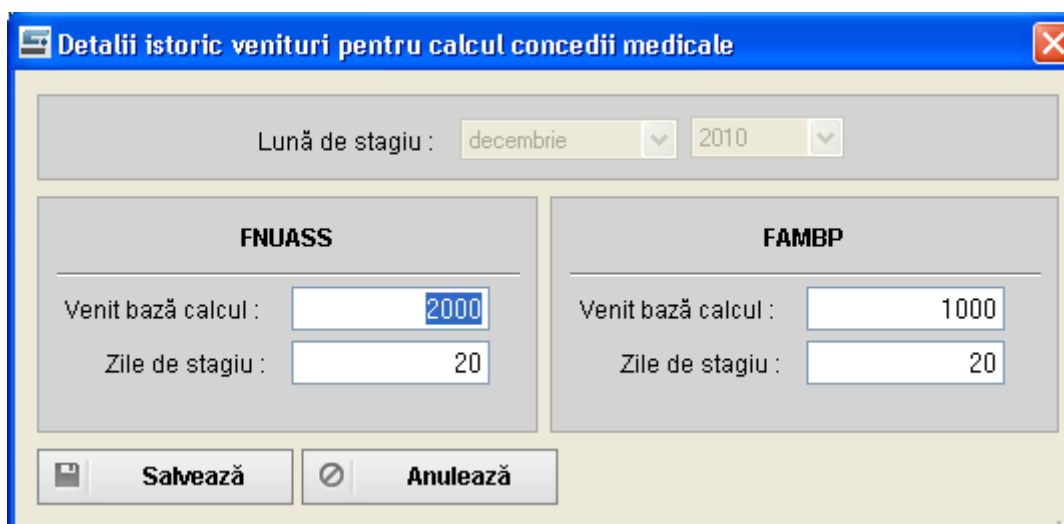 Detalii istoric venituri pentru calcul concedii medicale
Lună de stagiu : decembrie 2010
FNUASS
Venit bază calcul : 2000
Zile de stagiu : 20
FAMBP
Venit bază calcul : 1000
Zile de stagiu : 20
Salvează Anulează